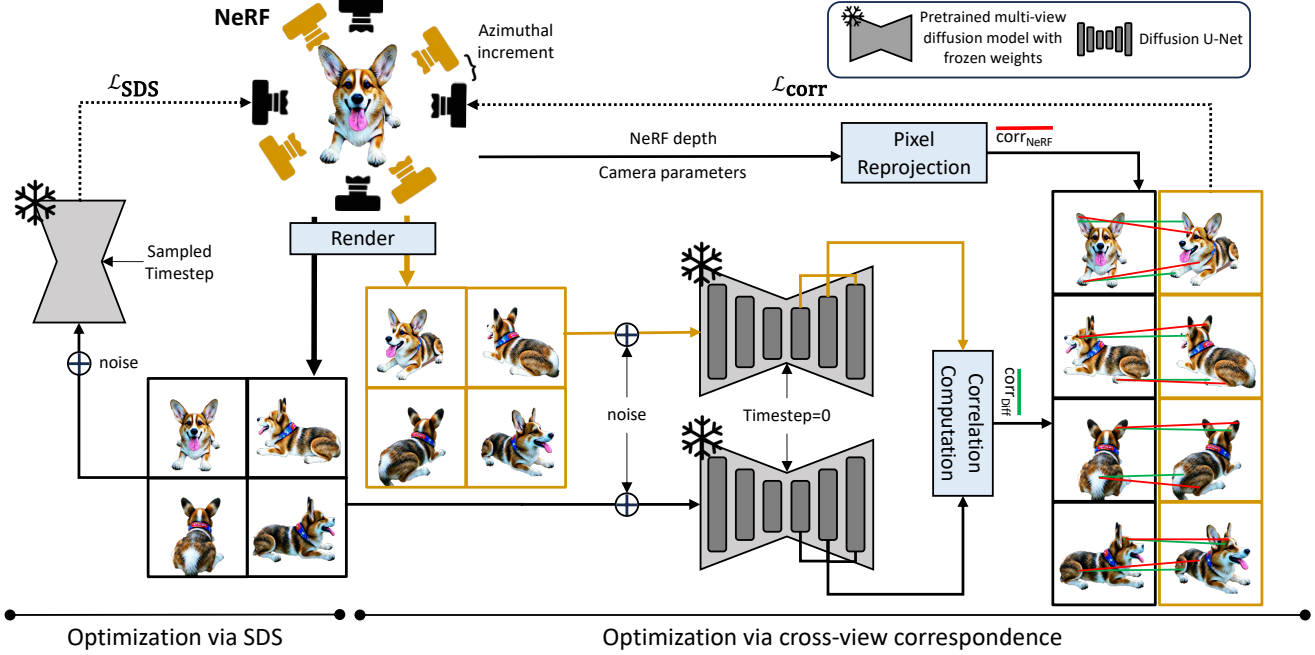 NeRF
Azimuthal
increment
Pretrained multi-view
diffusion model with
frozen weights
Diffusion U-Net
ℒSDS
ℒcorr
NeRF depth
Camera parameters
Pixel
Reprojection
corrNeRF
Render
Sampled
Timestep
noise
noise
Timestep=0
Correlation
Computation
corrDiff
Optimization via SDS
Optimization via cross-view correspondence